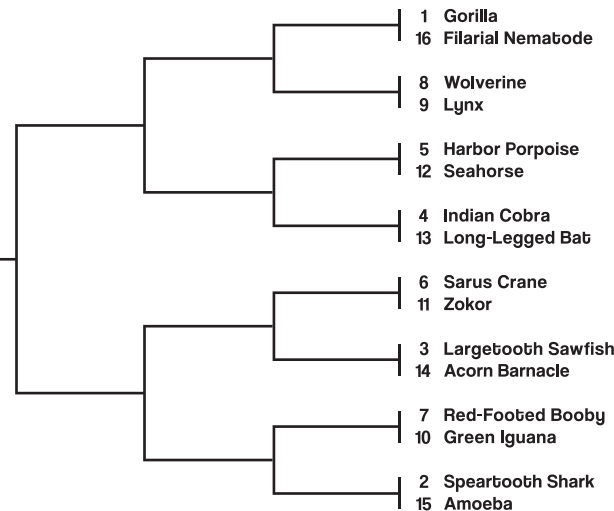 1 Gorilla
16 Filarial Nematode
8 Wolverine
9 Lynx
5 Harbor Porpoise
12 Seahorse
4 Indian Cobra
13 Long-Legged Bat
6 Sarus Crane
11 Zokor
3 Largetooth Sawfish
14 Acorn Barnacle
7 Red-Footed Booby
10 Green Iguana
2 Speartooth Shark
15 Amoeba